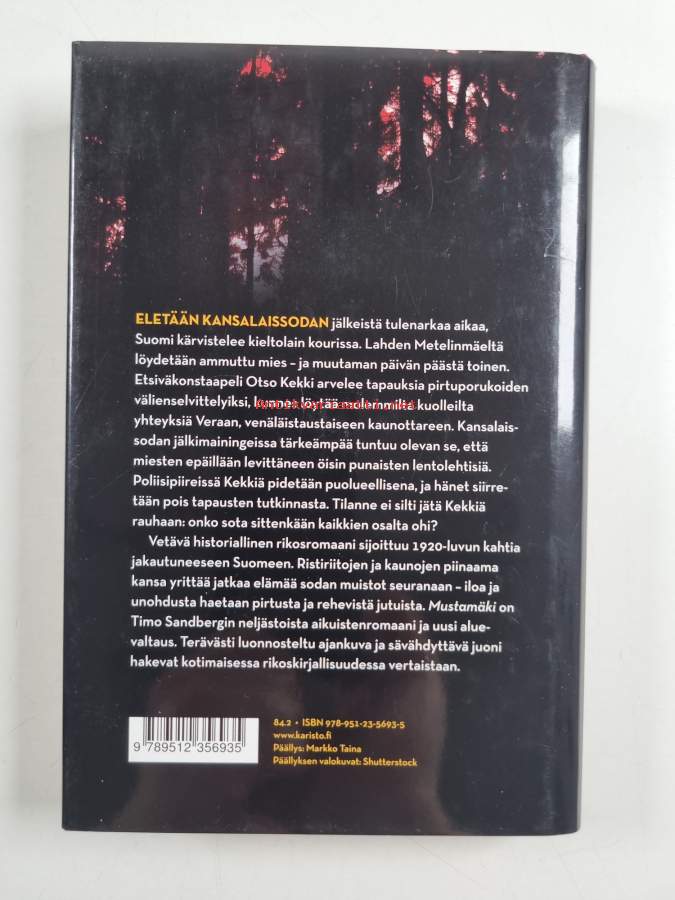 ELETÄÄN KANSALAISSODAN jälkeistä tulenarkaa aikaa,
Suomi kärvistelee kieltolain kourissa. Lahden Metelinmäeltä
löydetään ammuttu mies – ja muutaman päivän päästä toinen.
Etsiväkonstaapeli Otso Kekki arvelee tapauksia pirtuporukoiden
välienselvittelyiksi, kunnes löytää molemmilta kuolleilta
yhteyksiä Veraan, venäläistaustaiseen kaunottareen. Kansalais-
sodan jälkimainingeissa tärkeämpää tuntuu olevan se, että
miesten epäillään levittäneen öisin punaisten lentolehtisiä.
Poliisipiireissä Kekkiä pidetään puolueellisena, ja hänet siirre-
tään pois tapausten tutkinnasta. Tilanne ei silti jätä Kekkiä
rauhaan: onko sota sittenkään kaikkien osalta ohi?
Vetävä historiallinen rikosromaani sijoittuu 1920-luvun kahtia
jakautuneeseen Suomeen. Ristiriitojen ja kaunojen piinaama
kansa yrittää jatkaa elämää sodan muistot seuranaan – iloa ja
unohdusta haetaan pirtusta ja rehevistä jutuista. Mustamäki on
Timo Sandbergin neljästoista aikuistenromaani ja uusi alue-
valtaus. Terävästi luonnosteltu ajankuva ja sävähdyttävä juoni
hakevat kotimaisessa rikoskirjallisuudessa vertaistaan.
84.2 • ISBN 978-951-23-5693-5
www.karisto.fi
Päällys: Markko Taina
Päällyksen valokuvat: Shutterstock
9 789512 356935